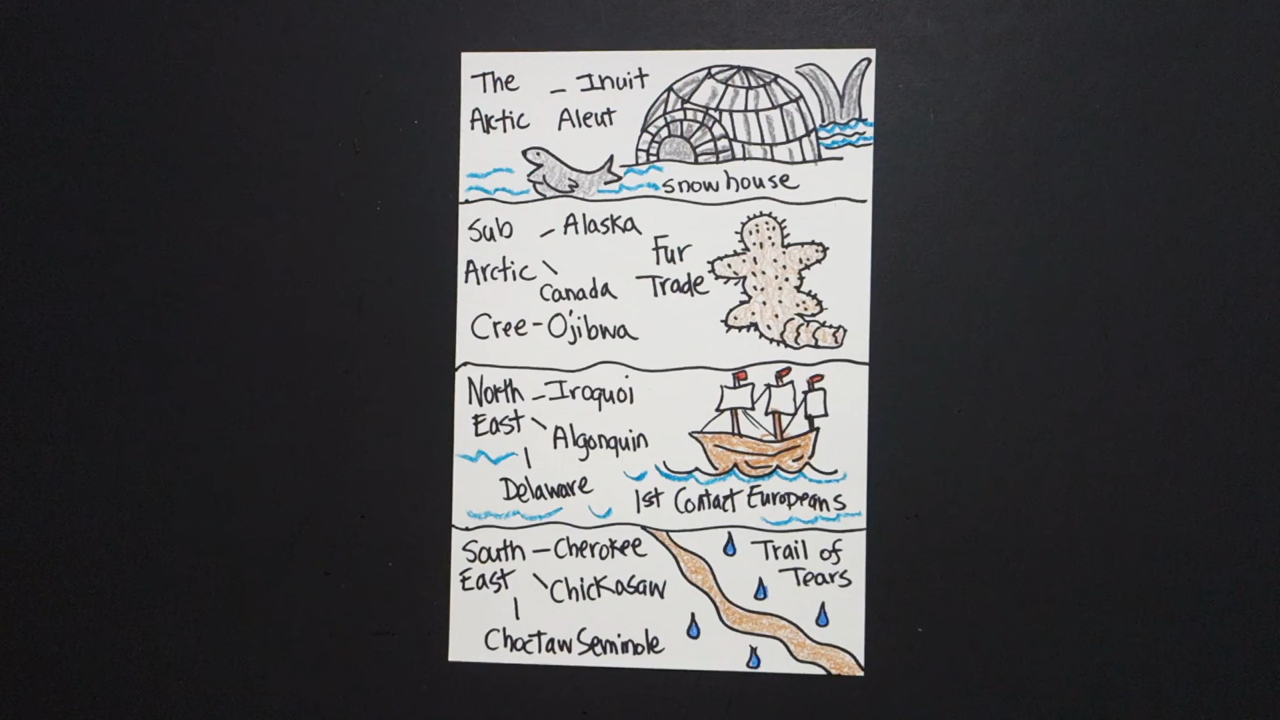 The - Inuit
Arctic Aleut
snow house
Sub - Alaska
Arctic \ Canada
Fur
Trade
Cree-Ojibwa
North - Iroquoi
East \ Algonquin
Delaware
1st Contact Europeans
South - Cherokee
East \ Chickasaw
Choctaw Seminole
Trail of
Tears